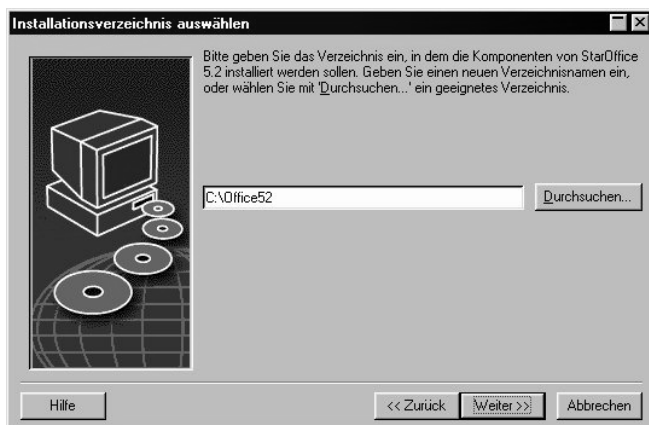 Installationsverzeichnis auswählen
Bitte geben Sie das Verzeichnis ein, in dem die Komponenten von StarOffice
5.2 installiert werden sollen. Geben Sie einen neuen Verzeichnisnamen ein,
oder wählen Sie mit 'Durchsuchen...' ein geeignetes Verzeichnis.
C:\Office52
Durchsuchen...
Hilfe
<< Zurück
Weiter >>
Abbrechen